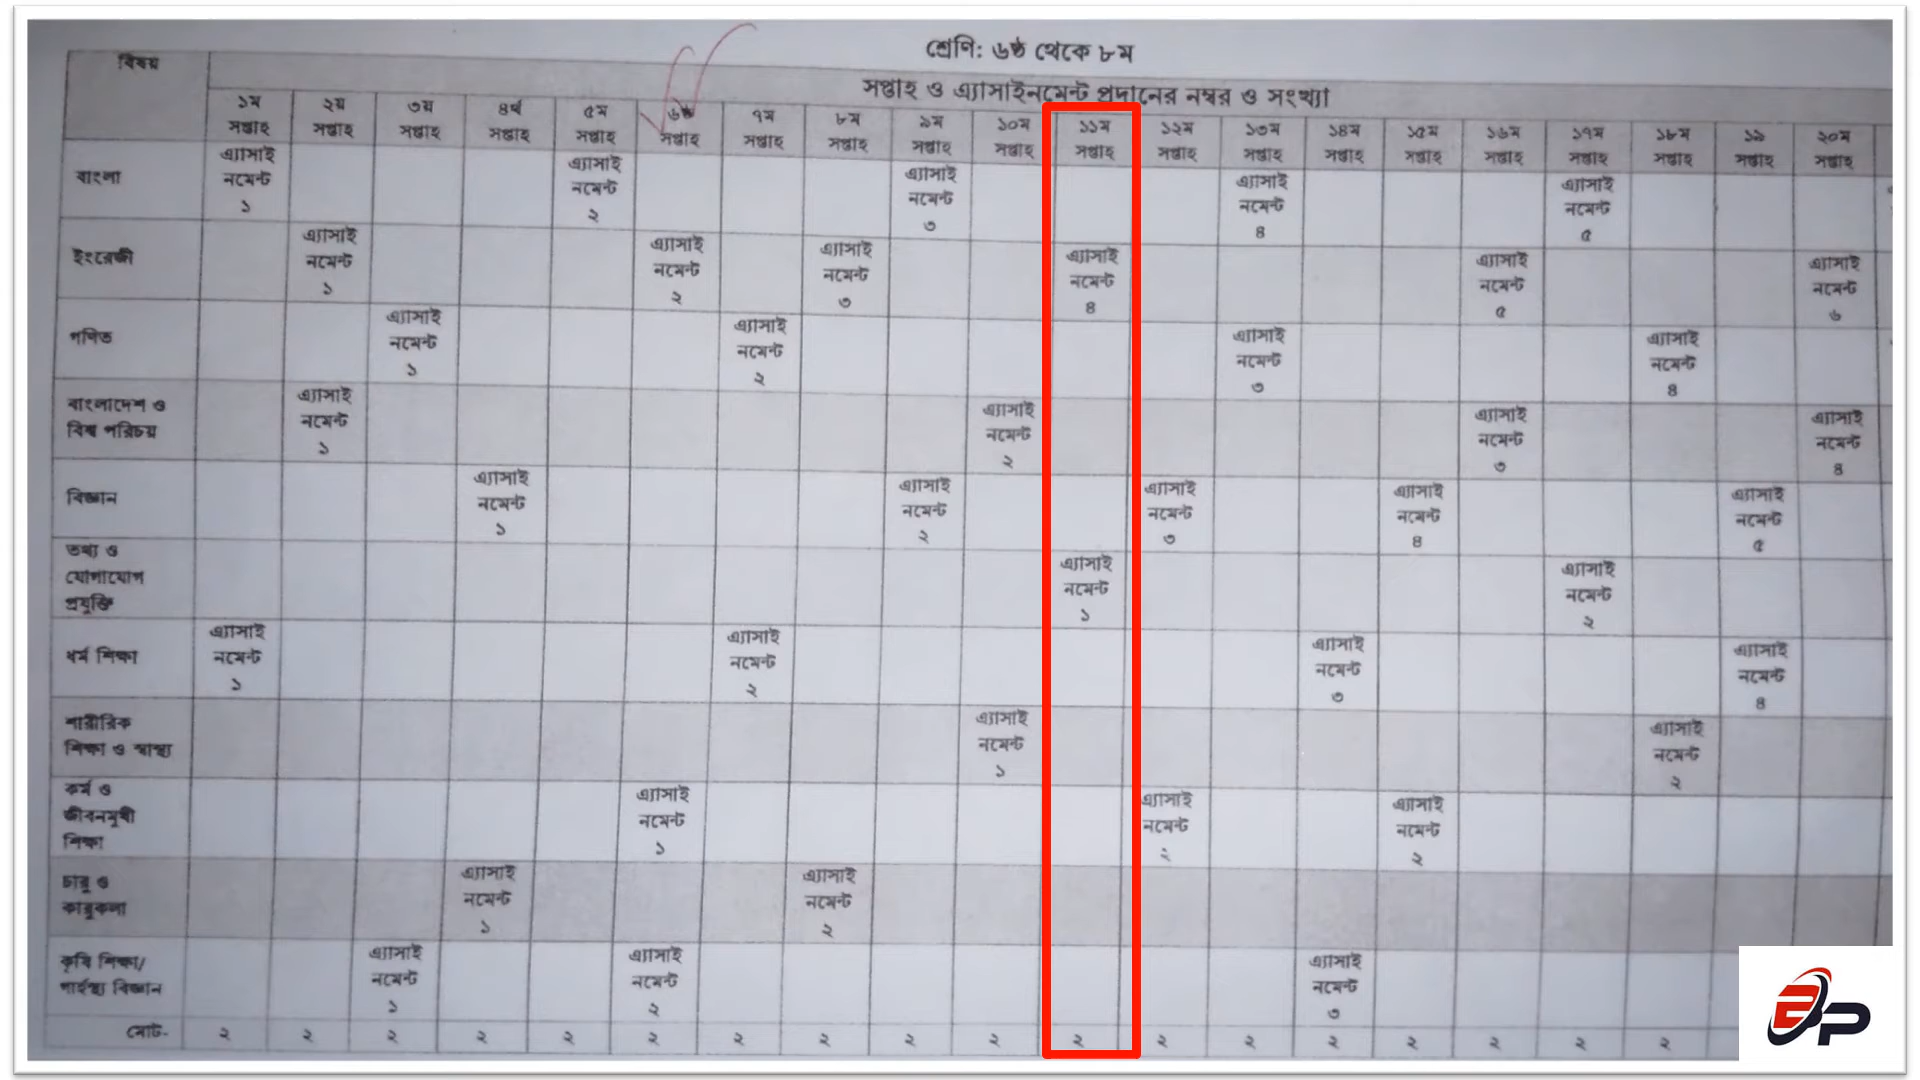 শ্রেণি: ৬ষ্ঠ থেকে ৮ম
বিষয়
সপ্তাহ ও এ্যাসাইনমেন্ট প্রদানের নম্বর ও সংখ্যা
১ম সপ্তাহ ২য় সপ্তাহ ৩য় সপ্তাহ ৪র্থ সপ্তাহ ৫ম সপ্তাহ ৬ষ্ঠ সপ্তাহ ৭ম সপ্তাহ ৮ম সপ্তাহ ৯ম সপ্তাহ ১০ম সপ্তাহ ১১ম সপ্তাহ ১২ম সপ্তাহ ১৩ম সপ্তাহ ১৪ম সপ্তাহ ১৫ম সপ্তাহ ১৬ম সপ্তাহ ১৭ম সপ্তাহ ১৮ম সপ্তাহ ১৯ সপ্তাহ ২০ম সপ্তাহ
বাংলা এ্যাসাইনমেন্ট ১ এ্যাসাইনমেন্ট ২ এ্যাসাইনমেন্ট ৩ এ্যাসাইনমেন্ট ৪ এ্যাসাইনমেন্ট ৫
ইংরেজী এ্যাসাইনমেন্ট ১ এ্যাসাইনমেন্ট ২ এ্যাসাইনমেন্ট ৩ এ্যাসাইনমেন্ট ৪ এ্যাসাইনমেন্ট ৫ এ্যাসাইনমেন্ট ৬
গণিত এ্যাসাইনমেন্ট ১ এ্যাসাইনমেন্ট ২ এ্যাসাইনমেন্ট ৩ এ্যাসাইনমেন্ট ৪
বাংলাদেশ ও বিশ্ব পরিচয় এ্যাসাইনমেন্ট ১ এ্যাসাইনমেন্ট ২ এ্যাসাইনমেন্ট ৩ এ্যাসাইনমেন্ট ৪
বিজ্ঞান এ্যাসাইনমেন্ট ১ এ্যাসাইনমেন্ট ২ এ্যাসাইনমেন্ট ৩ এ্যাসাইনমেন্ট ৪ এ্যাসাইনমেন্ট ৫
তথ্য ও যোগাযোগ প্রযুক্তি এ্যাসাইনমেন্ট ১ এ্যাসাইনমেন্ট ২
ধর্ম শিক্ষা এ্যাসাইনমেন্ট ১ এ্যাসাইনমেন্ট ২ এ্যাসাইনমেন্ট ৩ এ্যাসাইনমেন্ট ৪
শারীরিক শিক্ষা ও স্বাস্থ্য এ্যাসাইনমেন্ট ১ এ্যাসাইনমেন্ট ২
কর্ম ও জীবনমুখী শিক্ষা এ্যাসাইনমেন্ট ১ এ্যাসাইনমেন্ট ২ এ্যাসাইনমেন্ট ২
চারু ও কারুকলা এ্যাসাইনমেন্ট ১ এ্যাসাইনমেন্ট ২
কৃষি শিক্ষা/ গার্হস্থ্য বিজ্ঞান এ্যাসাইনমেন্ট ১ এ্যাসাইনমেন্ট ২ এ্যাসাইনমেন্ট ৩
মোট- ২ ২ ২ ২ ২ ২ ২ ২ ২ ২ ২ ২ ২ ২ ২ ২ ২ ২
BP